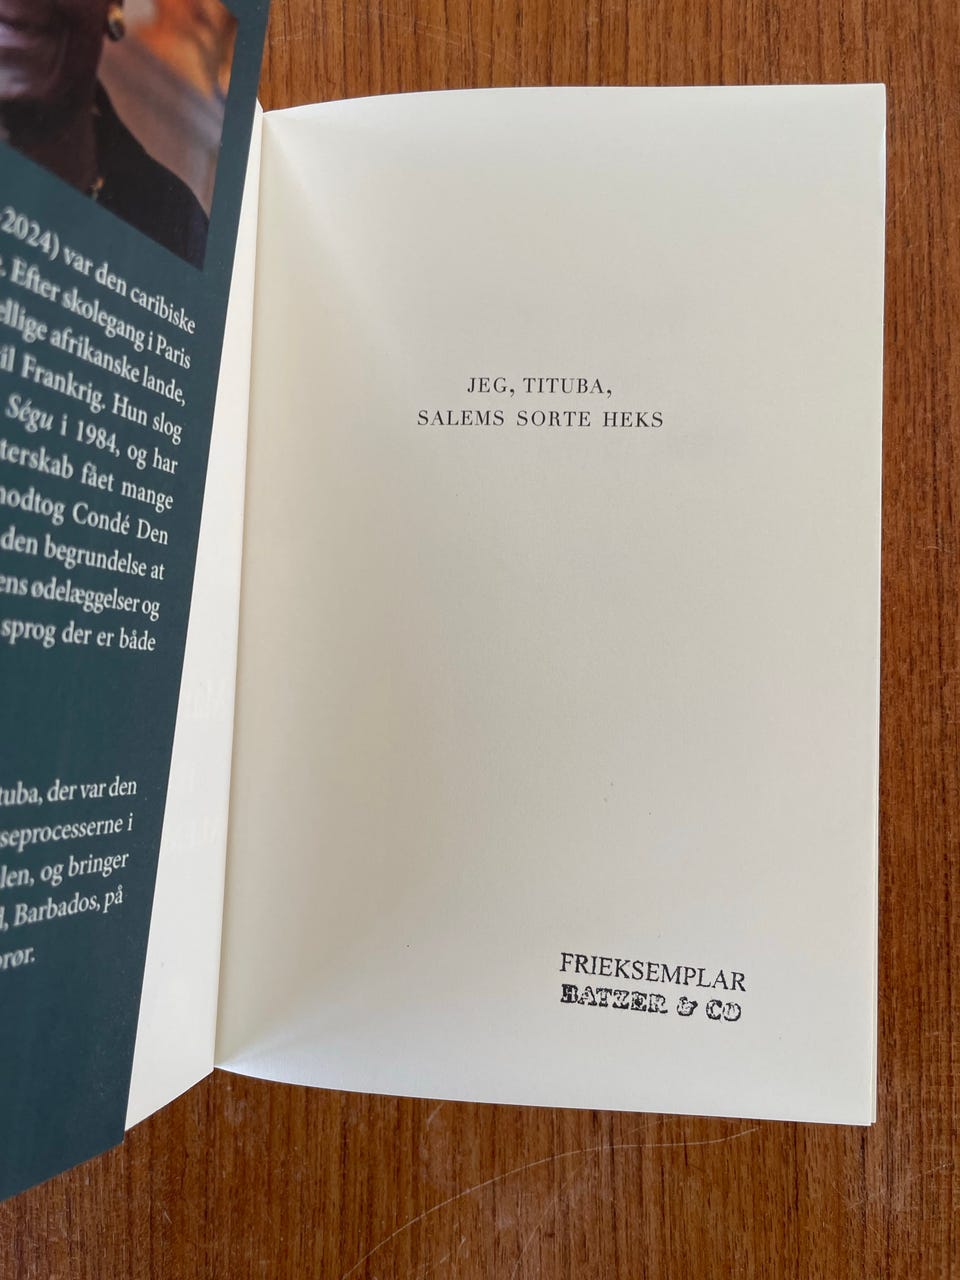 2024) var den caribiske
Efter skolegang i Paris
ellige afrikanske lande,
il Frankrig. Hun slog
Ségu i 1984, og har
terskab fået mange
nodtog Condé Den
den begrundelse at
ens ødelæggelser og
sprog der er både
tuba, der var den
seprocesserne i
len, og bringer
Barbados, på
rør.
JEG, TITUBA,
SALEMS SORTE HEKS
FRIEKSEMPLAR
BATZER & CO